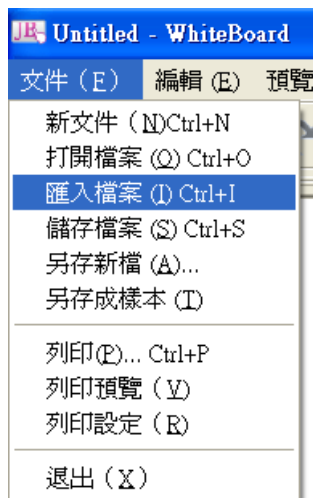 JB Untitled - WhiteBoard
文件（F） 編輯 (E) 預覽
新文件（N)Ctrl+N
打開檔案 (O) Ctrl+O
匯入檔案 (I) Ctrl+I
儲存檔案 (S) Ctrl+S
另存新檔 (A)...
另存成樣本 (T)
列印(P)... Ctrl+P
列印預覽（V)
列印設定（R)
退出（X）